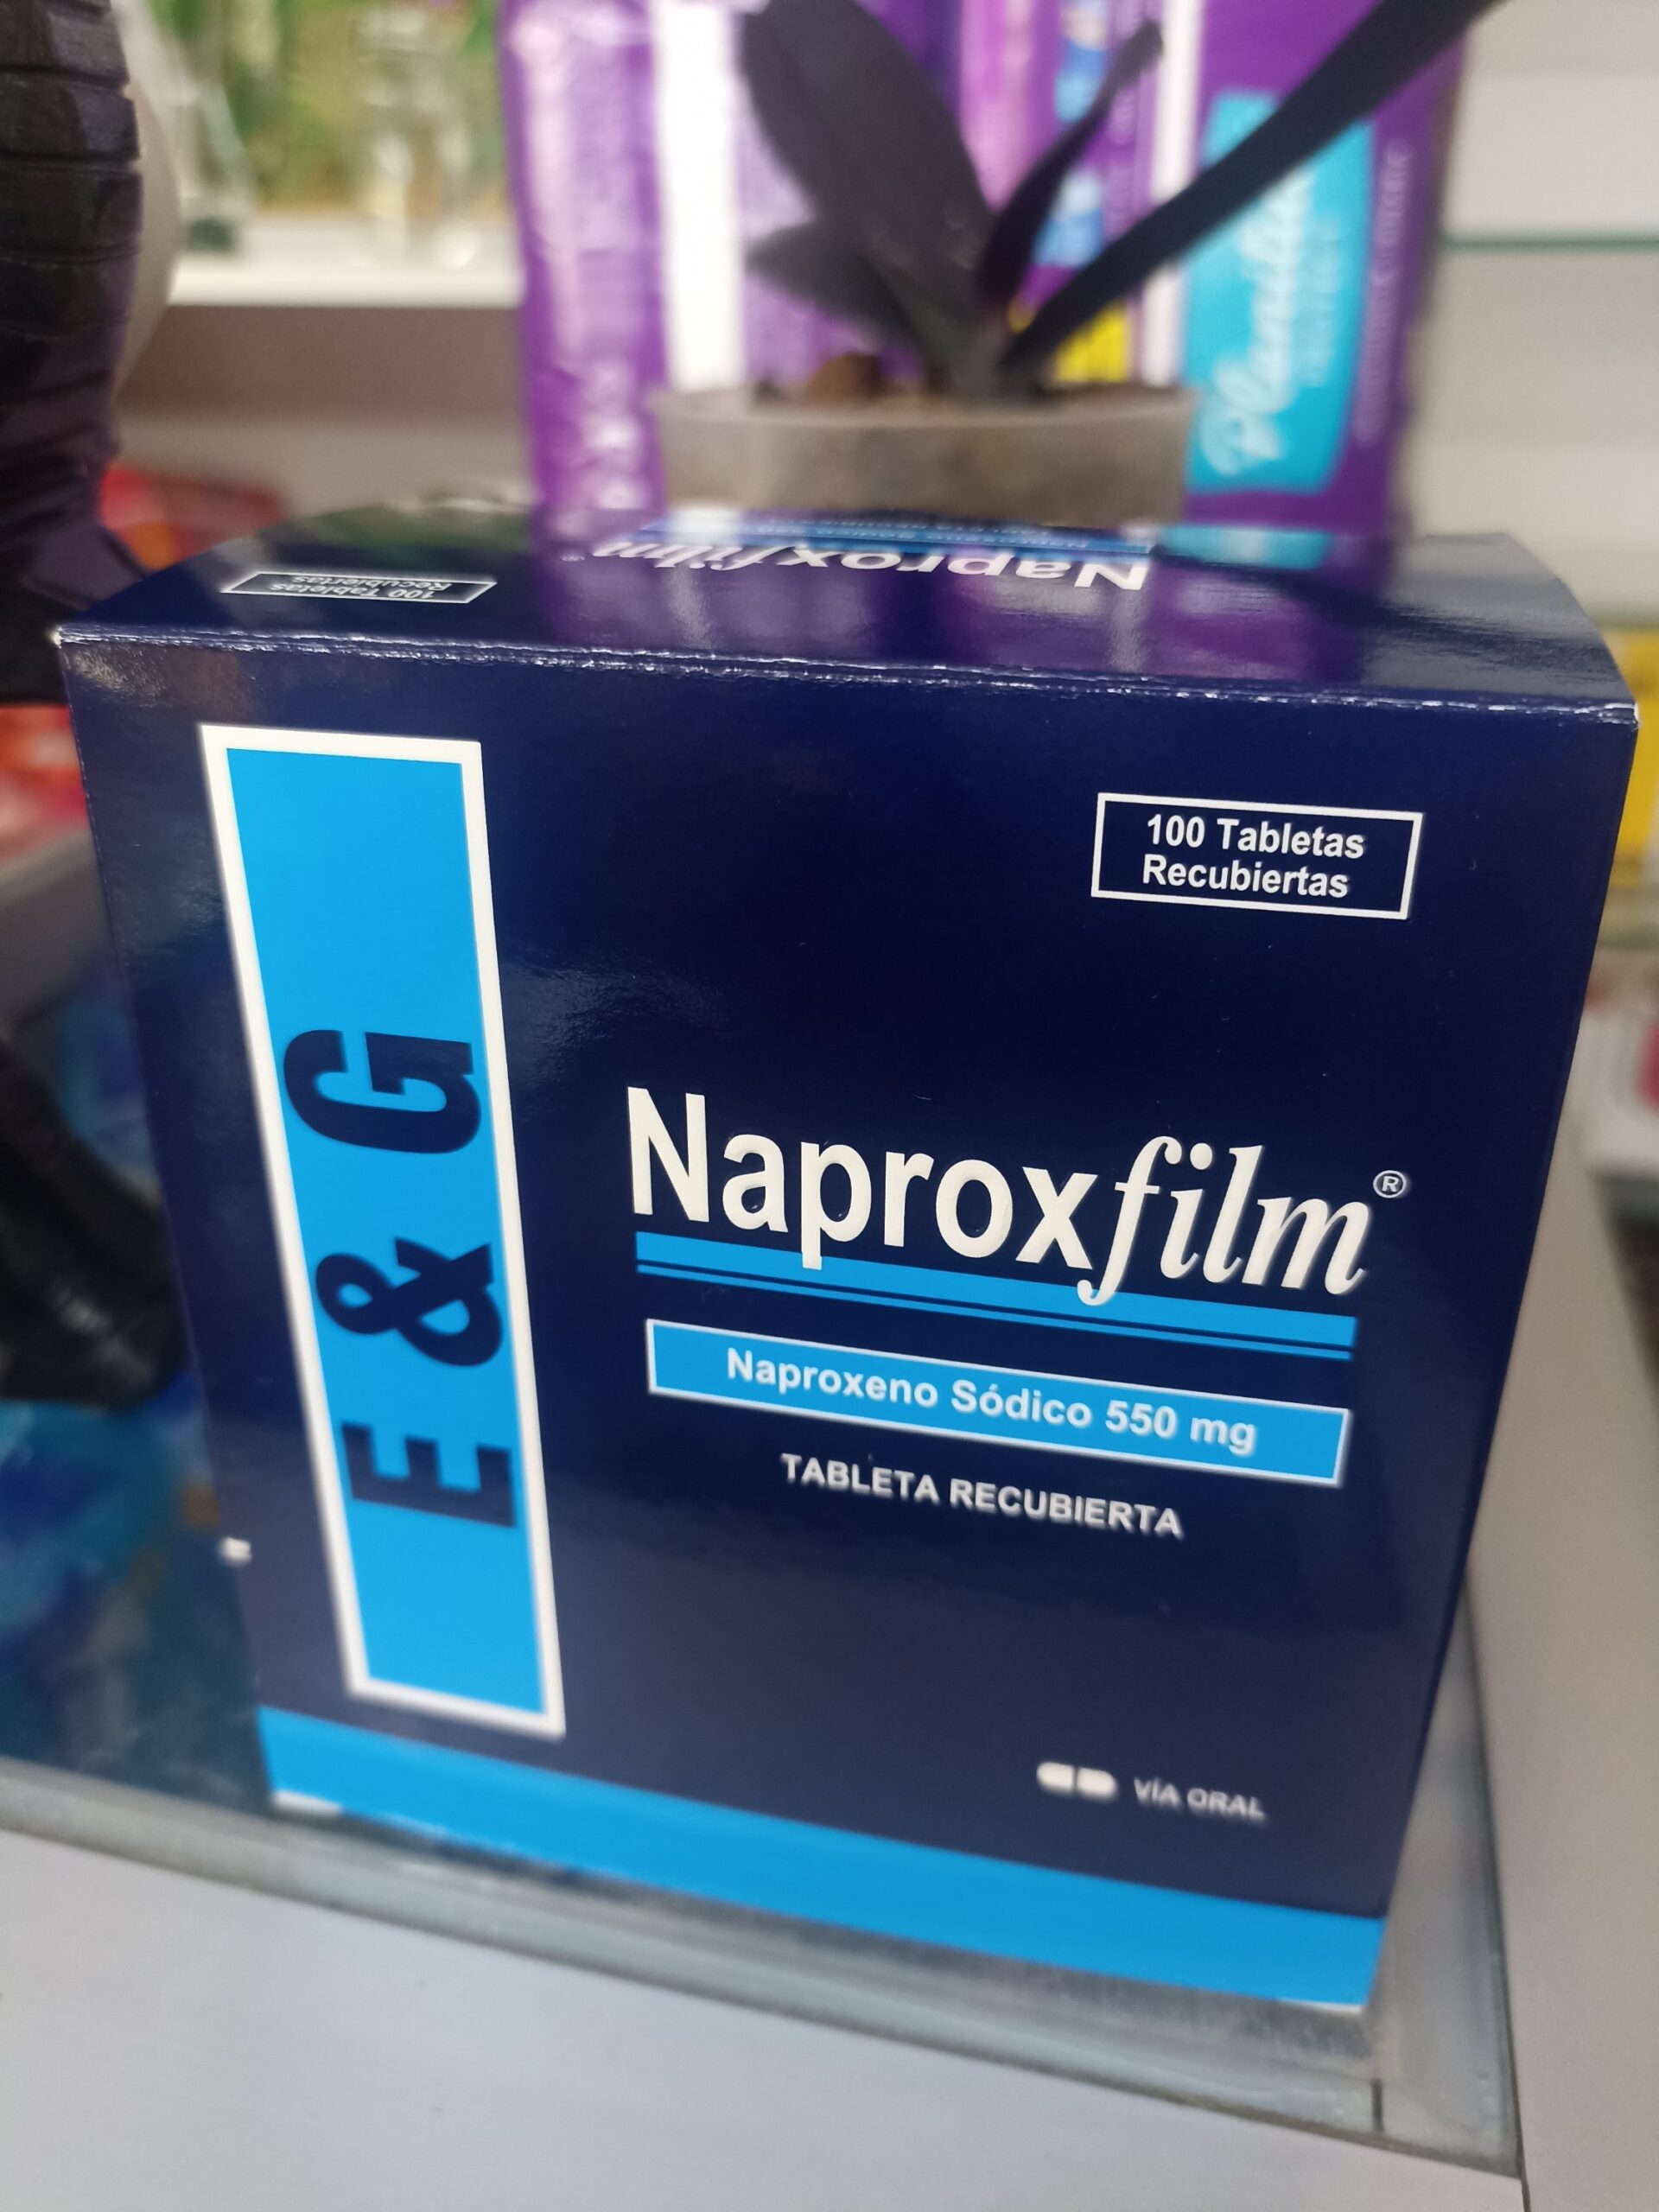 100 Tabletas
Recubiertas
Naproxfilm®
100 Tabletas
Recubiertas
E & G
Naproxfilm®
Naproxeno Sódico 550 mg
TABLETA RECUBIERTA
VÍA ORAL